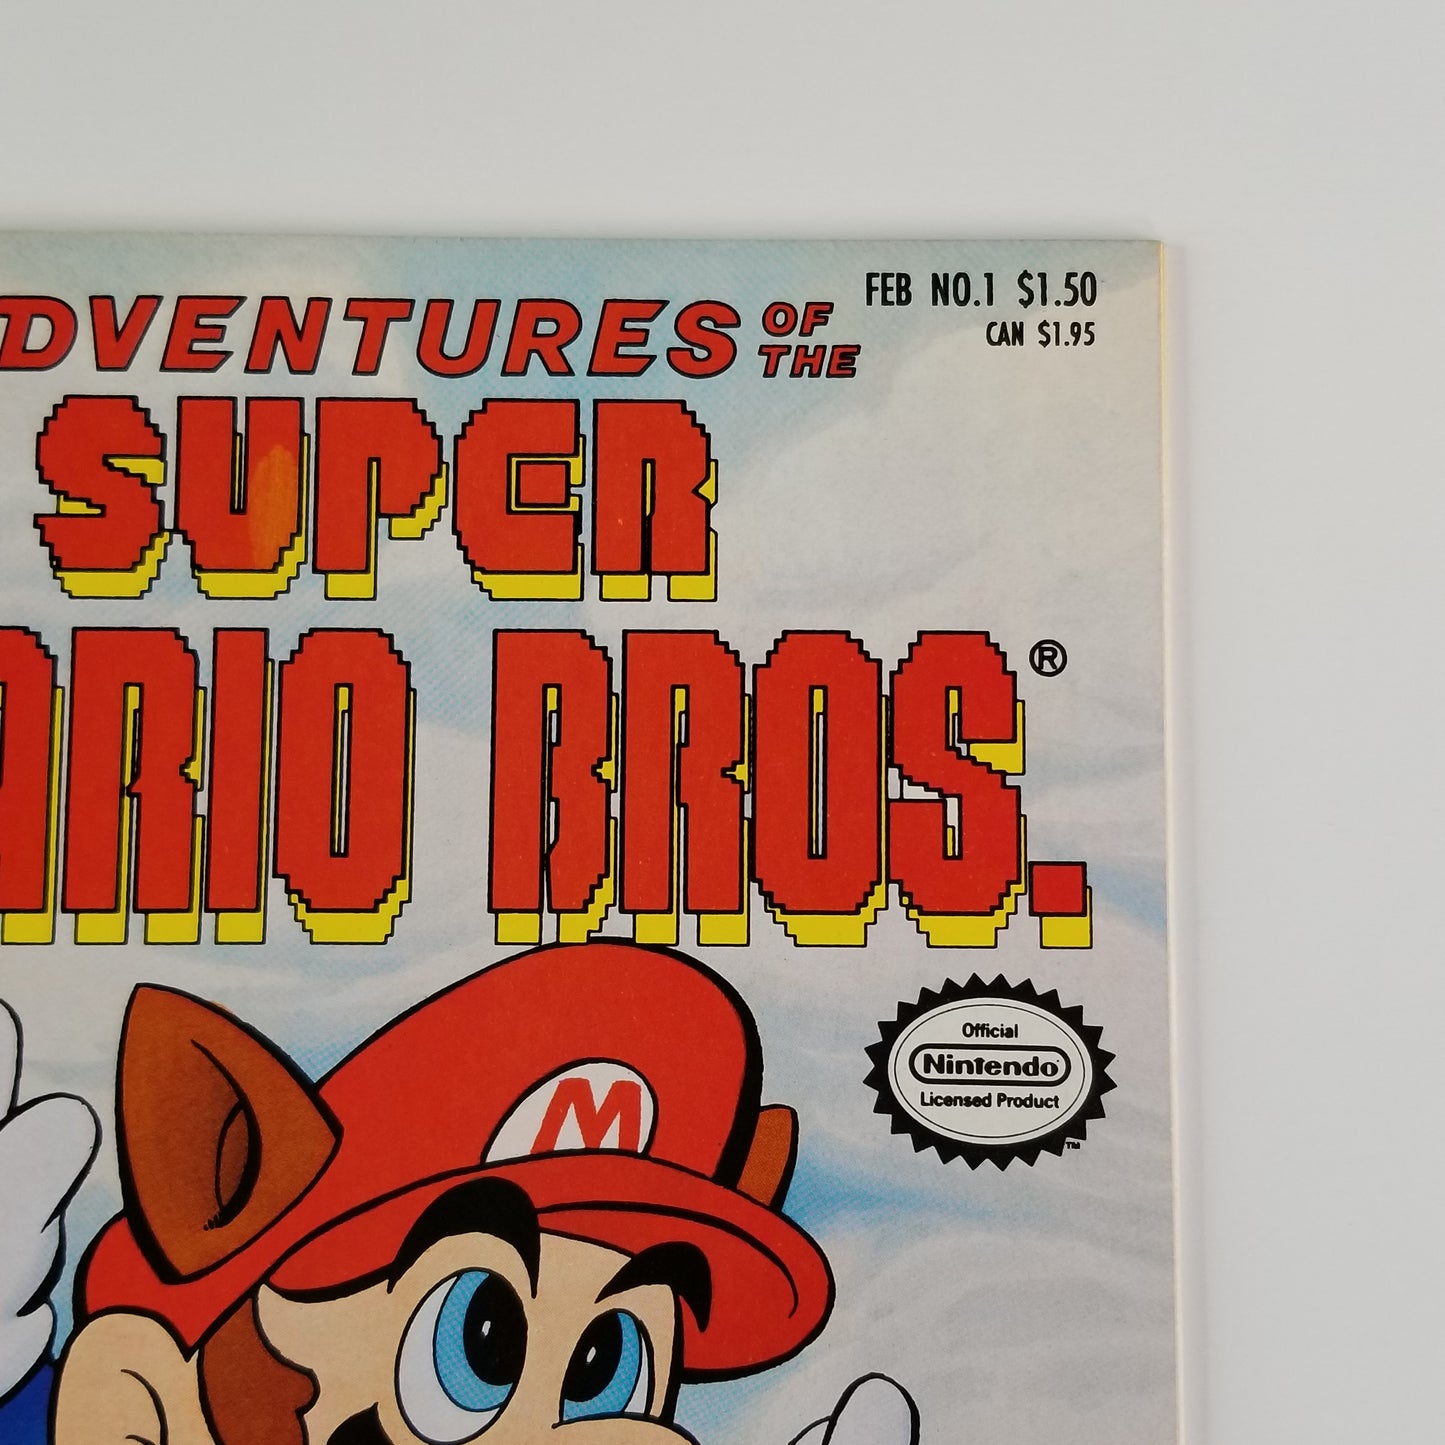 DVENTURES OF THE
FEB NO.1 $1.50
CAN $1.95
SUPER
ARIO BROS.®
Official
Nintendo
Licensed Product
TM
M